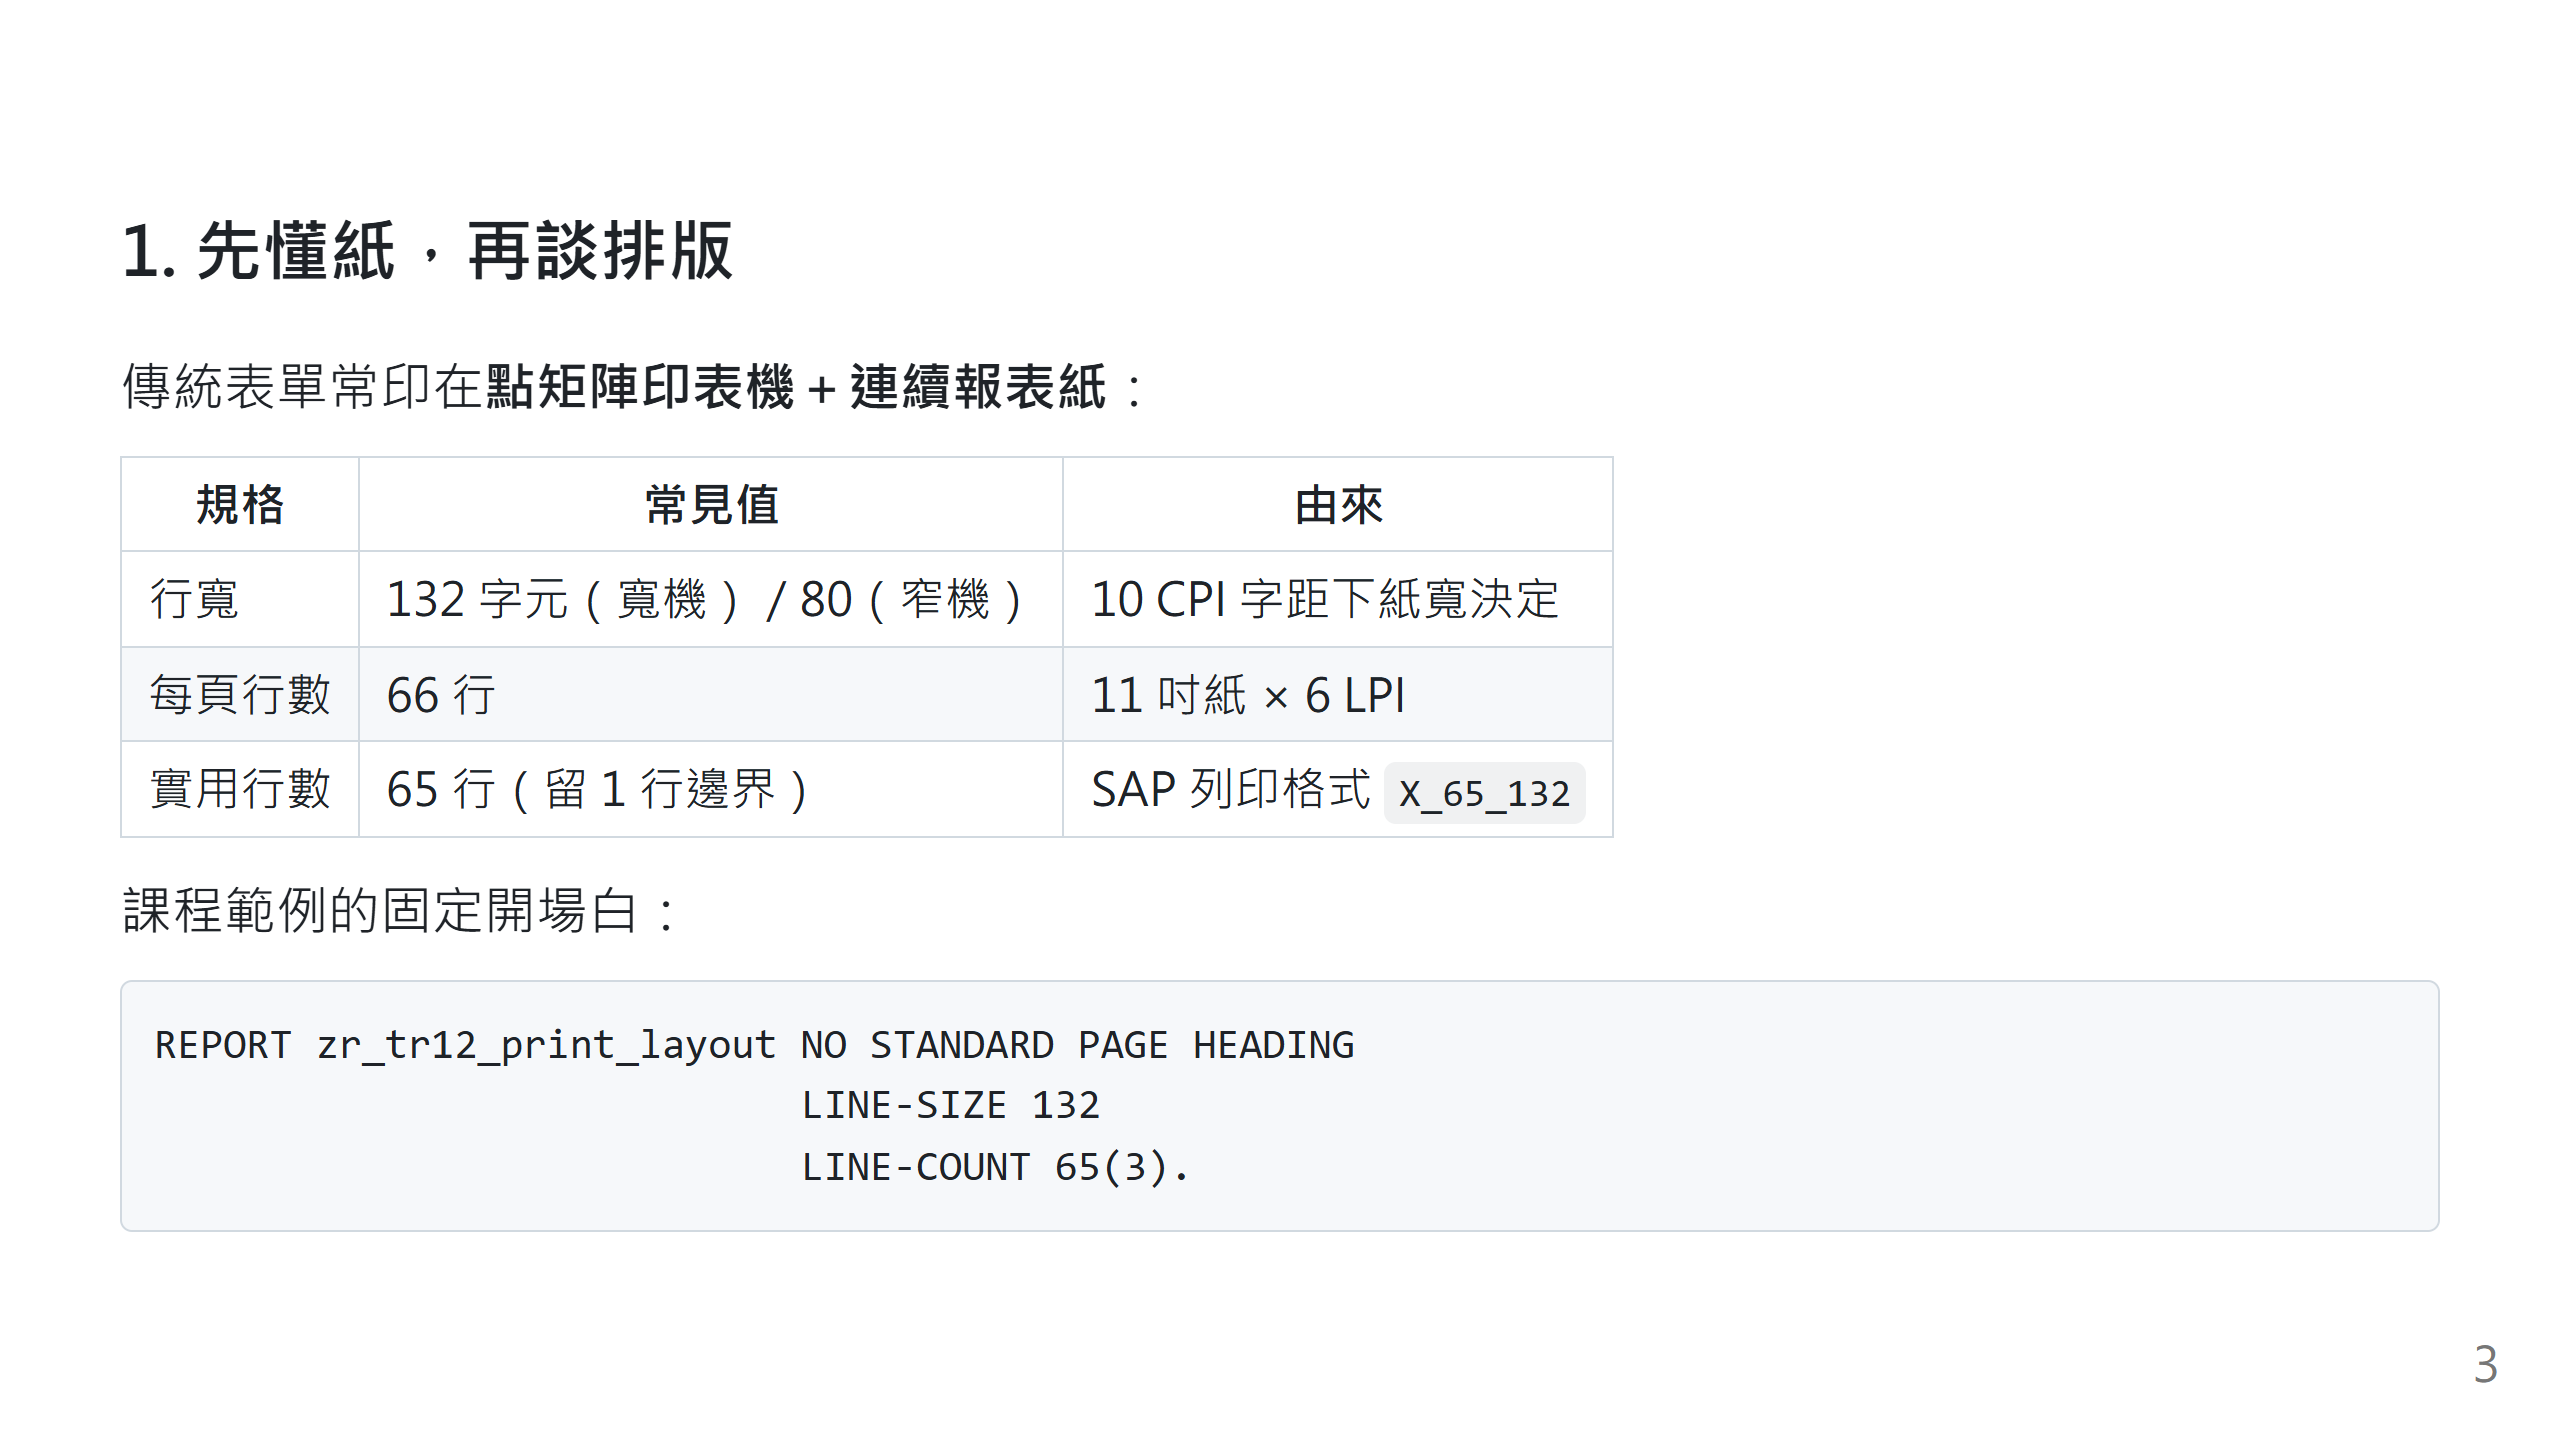 1. 先懂紙，再談排版
傳統表單常印在點矩陣印表機 + 連續報表紙：
規格 常見值 由來
行寬 132 字元（寬機） / 80（窄機） 10 CPI 字距下紙寬決定
每頁行數 66 行 11 吋紙 × 6 LPI
實用行數 65 行（留 1 行邊界） SAP 列印格式 X_65_132
課程範例的固定開場白：
REPORT zr_tr12_print_layout NO STANDARD PAGE HEADING
LINE-SIZE 132
LINE-COUNT 65(3).
3